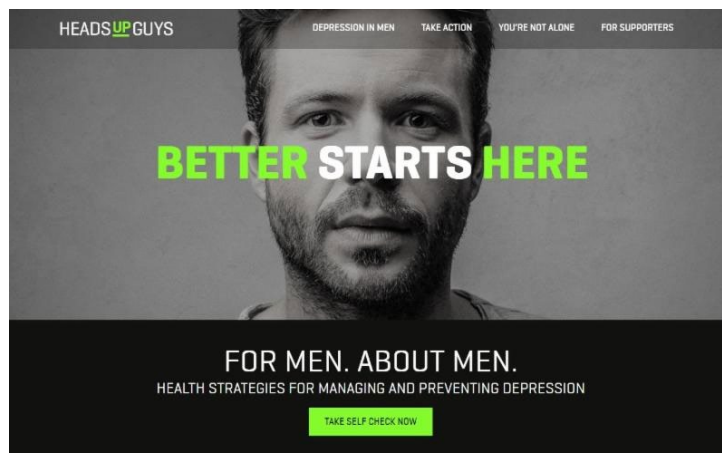 HEADSUPGUYS
DEPRESSION IN MEN TAKE ACTION YOU'RE NOT ALONE FOR SUPPORTERS
BETTER STARTS HERE
FOR MEN. ABOUT MEN.
HEALTH STRATEGIES FOR MANAGING AND PREVENTING DEPRESSION
TAKE SELF CHECK NOW